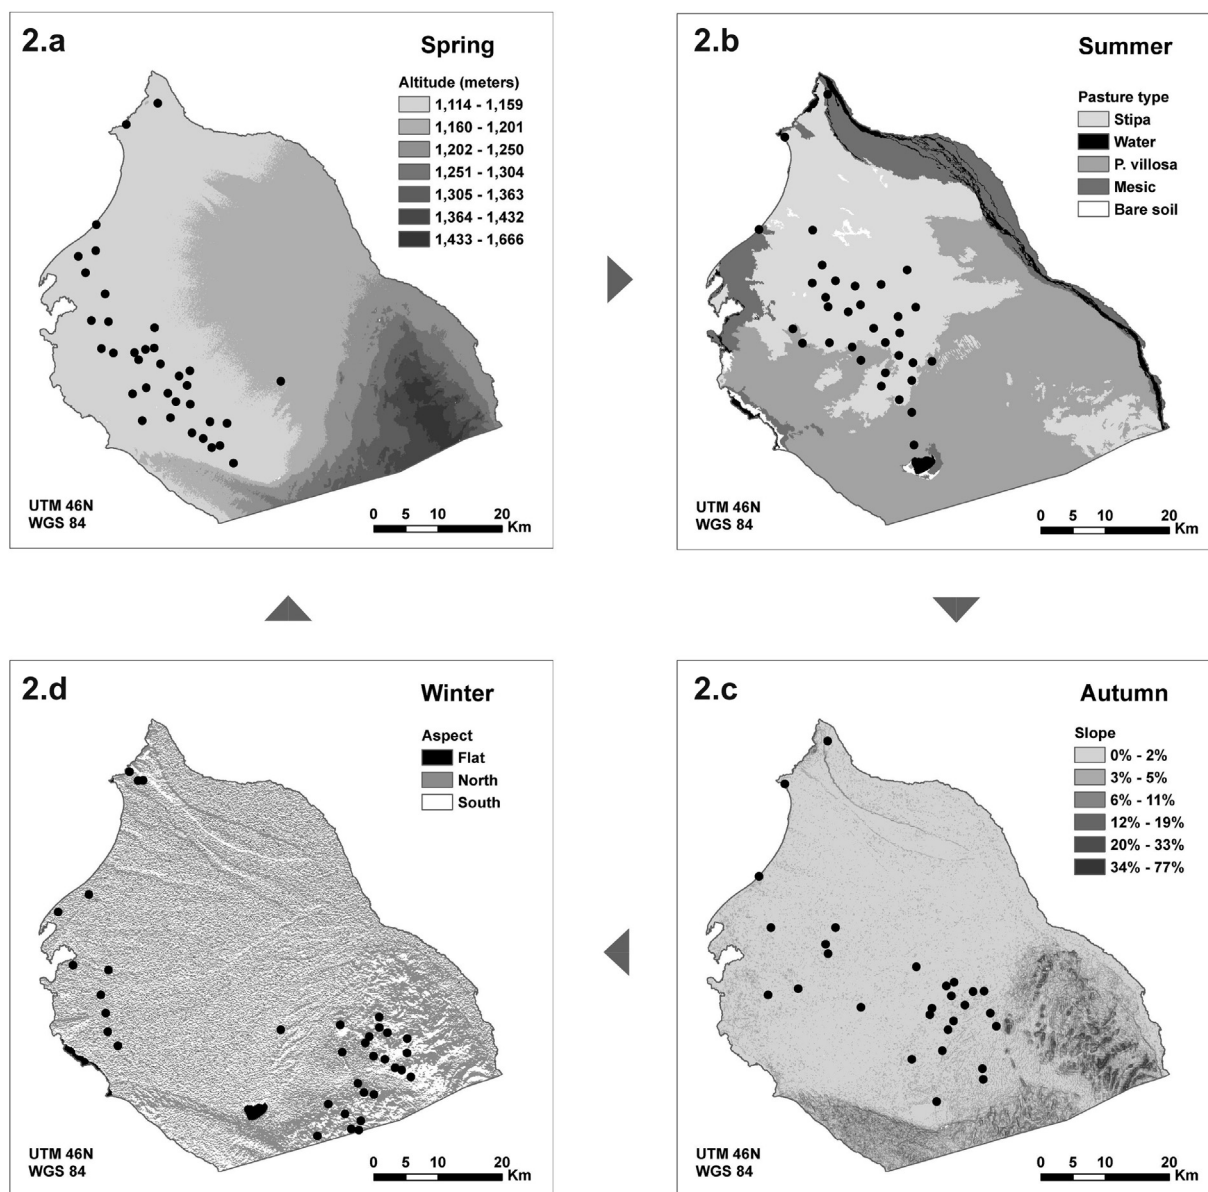 2.a
Spring
Altitude (meters)
1,114 - 1,159
1,160 - 1,201
1,202 - 1,250
1,251 - 1,304
1,305 - 1,363
1,364 - 1,432
1,433 - 1,666
UTM 46N
WGS 84
0 5 10 20
Km
2.b
Summer
Pasture type
Stipa
Water
P. villosa
Mesic
Bare soil
UTM 46N
WGS 84
0 5 10 20
Km
2.d
Winter
Aspect
Flat
North
South
UTM 46N
WGS 84
0 5 10 20
Km
2.c
Autumn
Slope
0% - 2%
3% - 5%
6% - 11%
12% - 19%
20% - 33%
34% - 77%
UTM 46N
WGS 84
0 5 10 20
Km